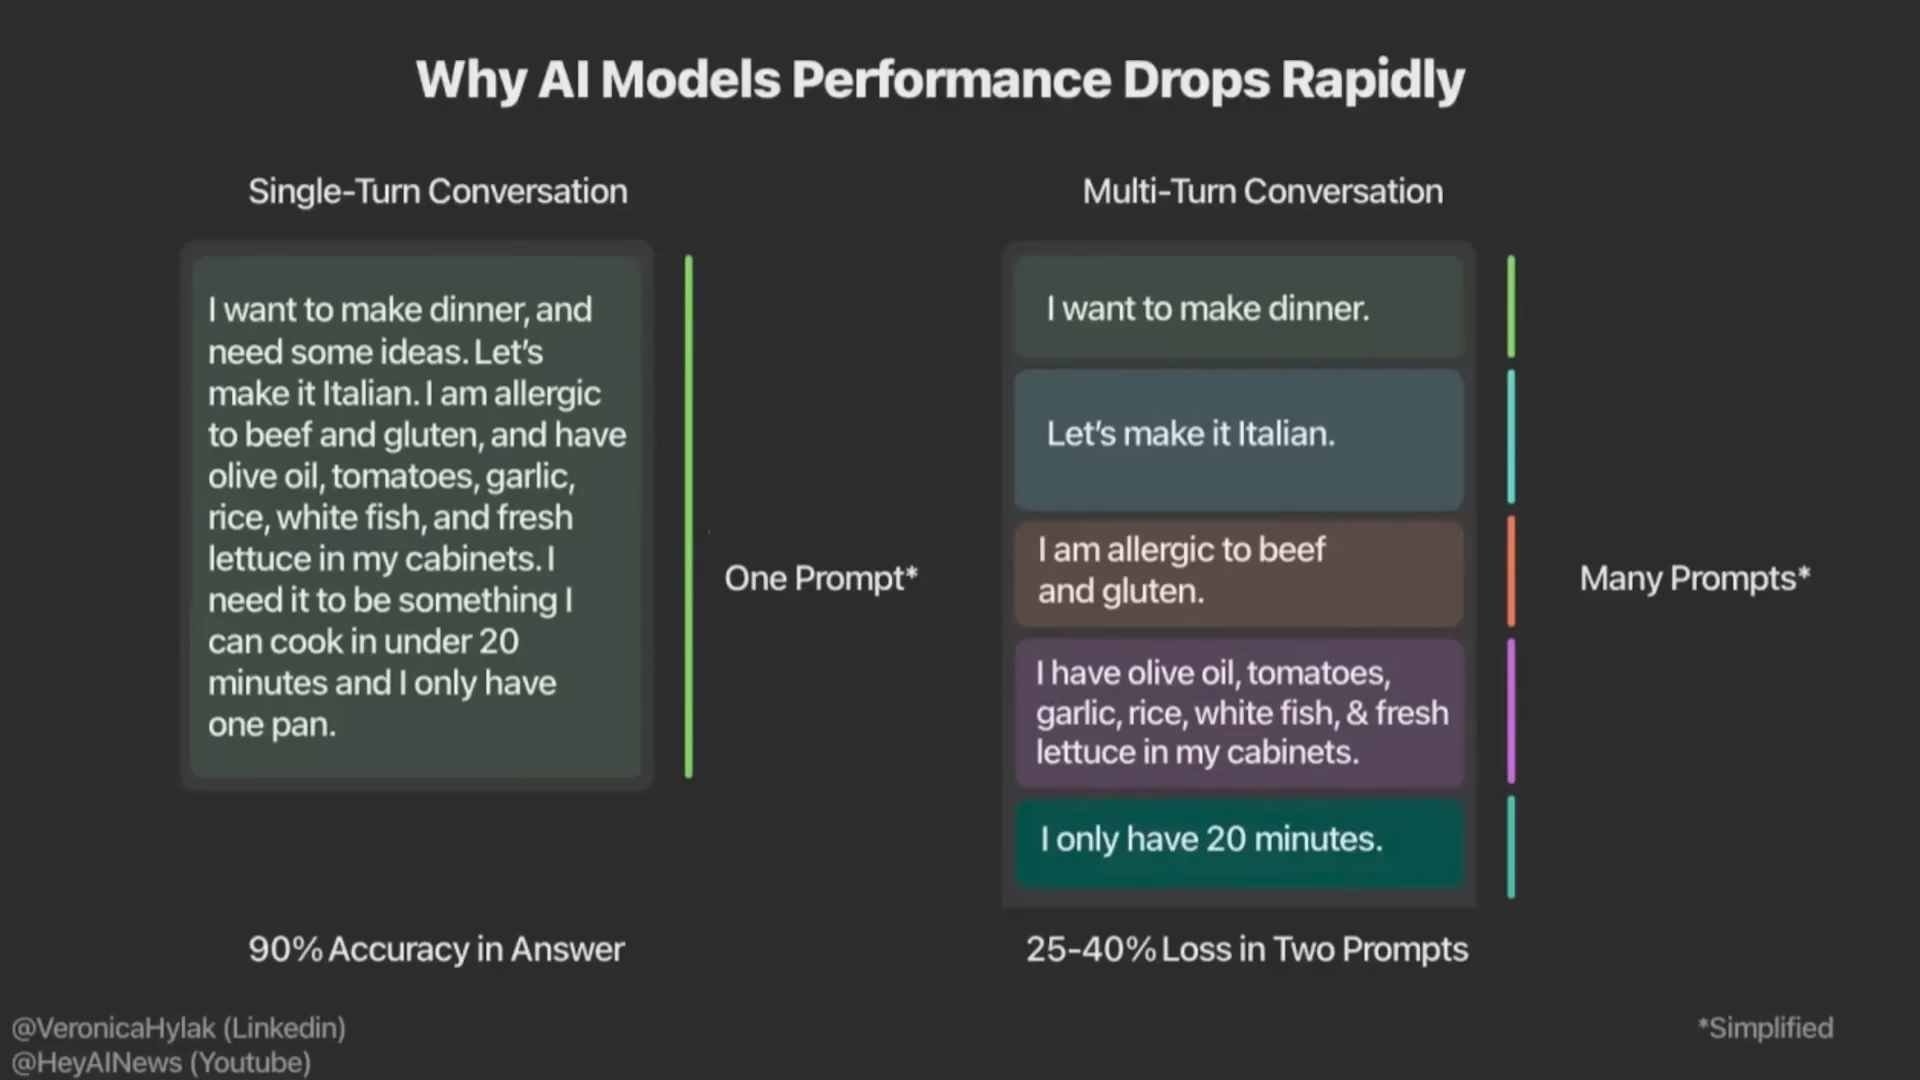 Why AI Models Performance Drops Rapidly
Single-Turn Conversation
I want to make dinner, and
need some ideas. Let's
make it Italian. I am allergic
to beef and gluten, and have
olive oil, tomatoes, garlic,
rice, white fish, and fresh
lettuce in my cabinets. I
need it to be something I
can cook in under 20
minutes and I only have
one pan.
One Prompt*
90% Accuracy in Answer
Multi-Turn Conversation
I want to make dinner.
Let's make it Italian.
I am allergic to beef
and gluten.
I have olive oil, tomatoes,
garlic, rice, white fish, & fresh
lettuce in my cabinets.
I only have 20 minutes.
Many Prompts*
25-40% Loss in Two Prompts
@VeronicaHylak (Linkedin)
@HeyAINews (Youtube)
*Simplified